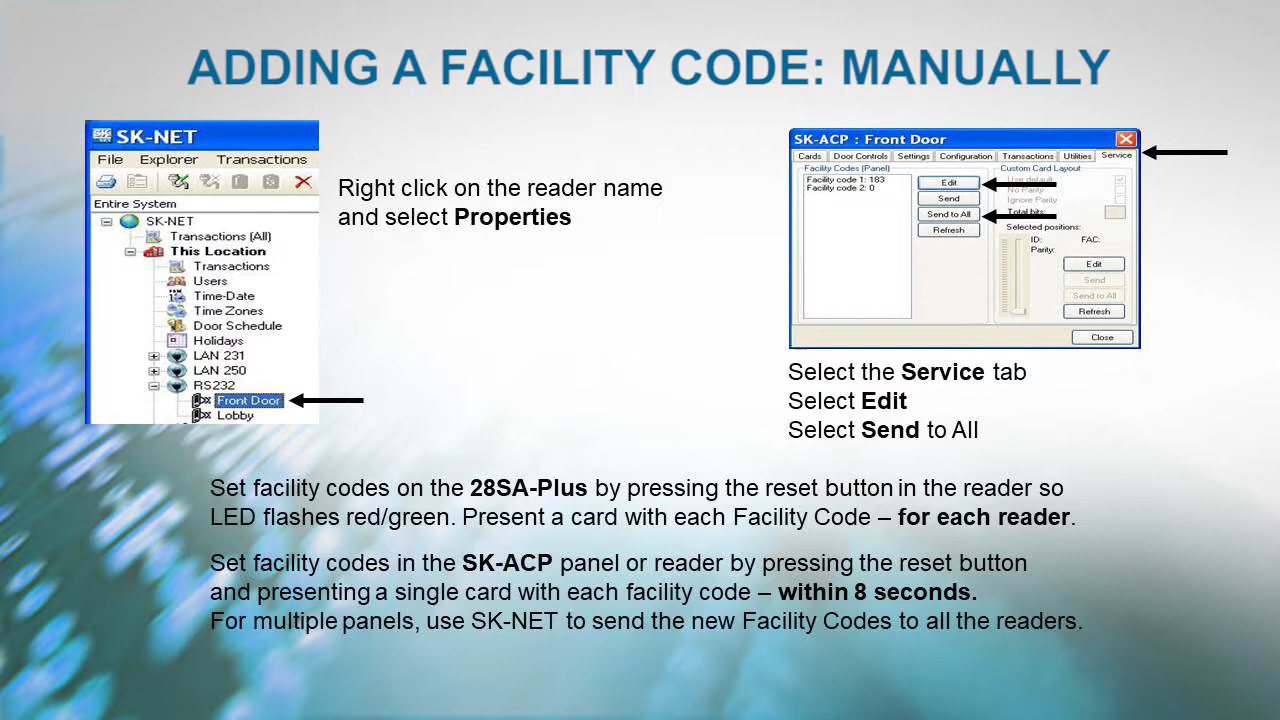 ADDING A FACILITY CODE: MANUALLY
SK-NET
File Explorer Transactions
Entire System
SK-NET
Transactions (All)
This Location
Transactions
Users
Time-Date
Time Zones
Door Schedule
Holidays
LAN 231
LAN 250
RS232
Front Door
Lobby
Right click on the reader name
and select Properties
SK-ACP : Front Door
Cards Door Controls Settings Configuration Transactions Utilities Service
Facility Codes (Panel)
Facility code 1: 183
Facility code 2: 0
Edit
Send
Send to All
Refresh
Custom Card Layout
Use default
No Parity
Ignore Parity
Total bits:
Selected positions:
ID: FAC:
Parity:
Edit
Send
Send to All
Refresh
Close
Select the Service tab
Select Edit
Select Send to All
Set facility codes on the 28SA-Plus by pressing the reset button in the reader so
LED flashes red/green. Present a card with each Facility Code – for each reader.
Set facility codes in the SK-ACP panel or reader by pressing the reset button
and presenting a single card with each facility code – within 8 seconds.
For multiple panels, use SK-NET to send the new Facility Codes to all the readers.